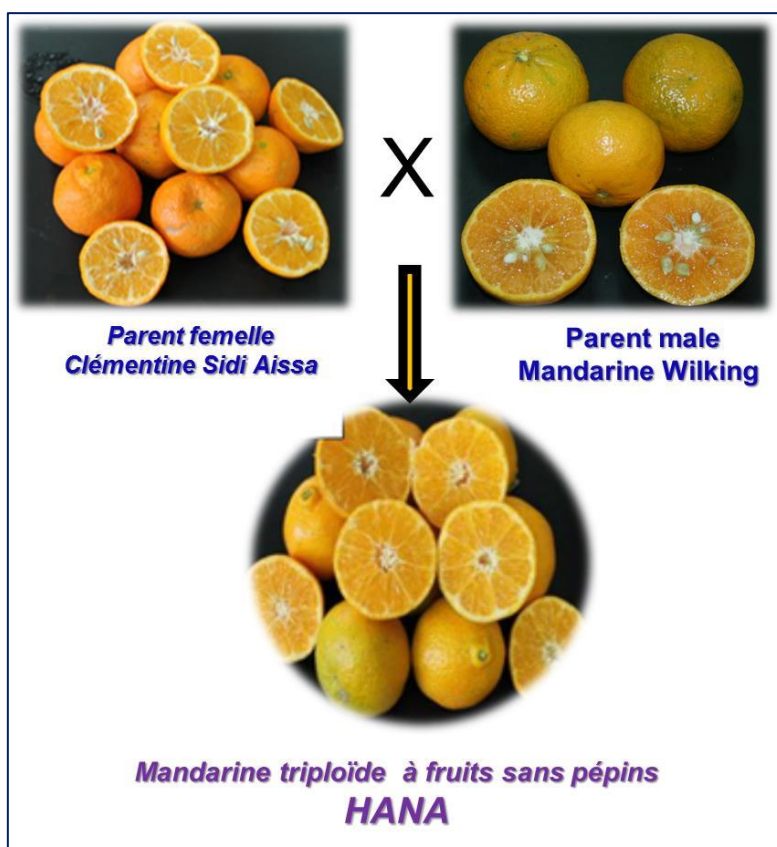 X
Parent femelle
Clémentine Sidi Aissa
Parent male
Mandarine Wilking
Mandarine triploïde à fruits sans pépins
HANA